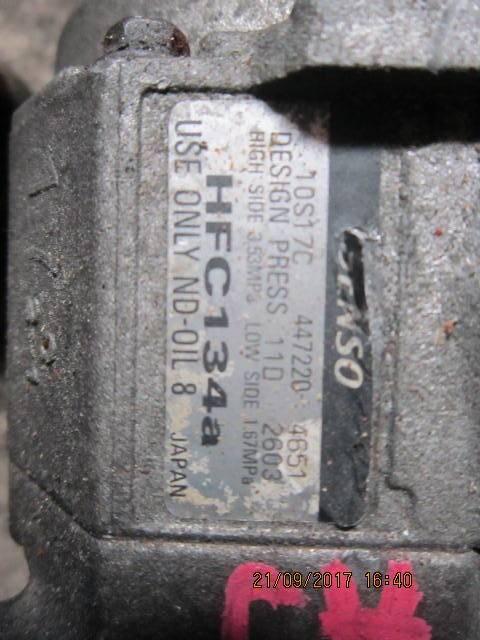 DENSO
10S17C 447220-4651
DESIGN PRESS 11D 2603
HIGH SIDE 3.53MPa LOW SIDE 1.67MPa
HFC134a
USE ONLY ND-OIL 8 JAPAN
21/09/2017 16:40